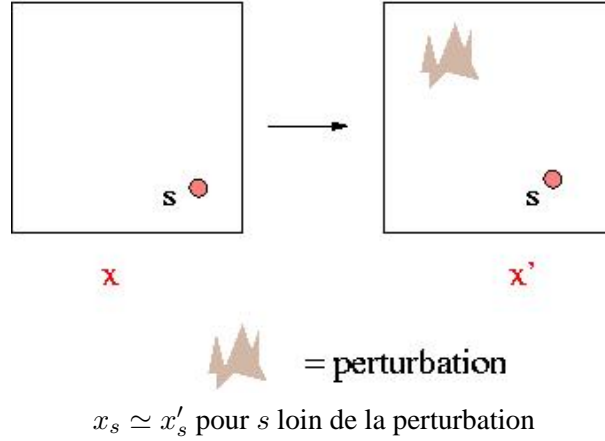 s
s
x
x'
= perturbation
x_s ≃ x'_s pour s loin de la perturbation